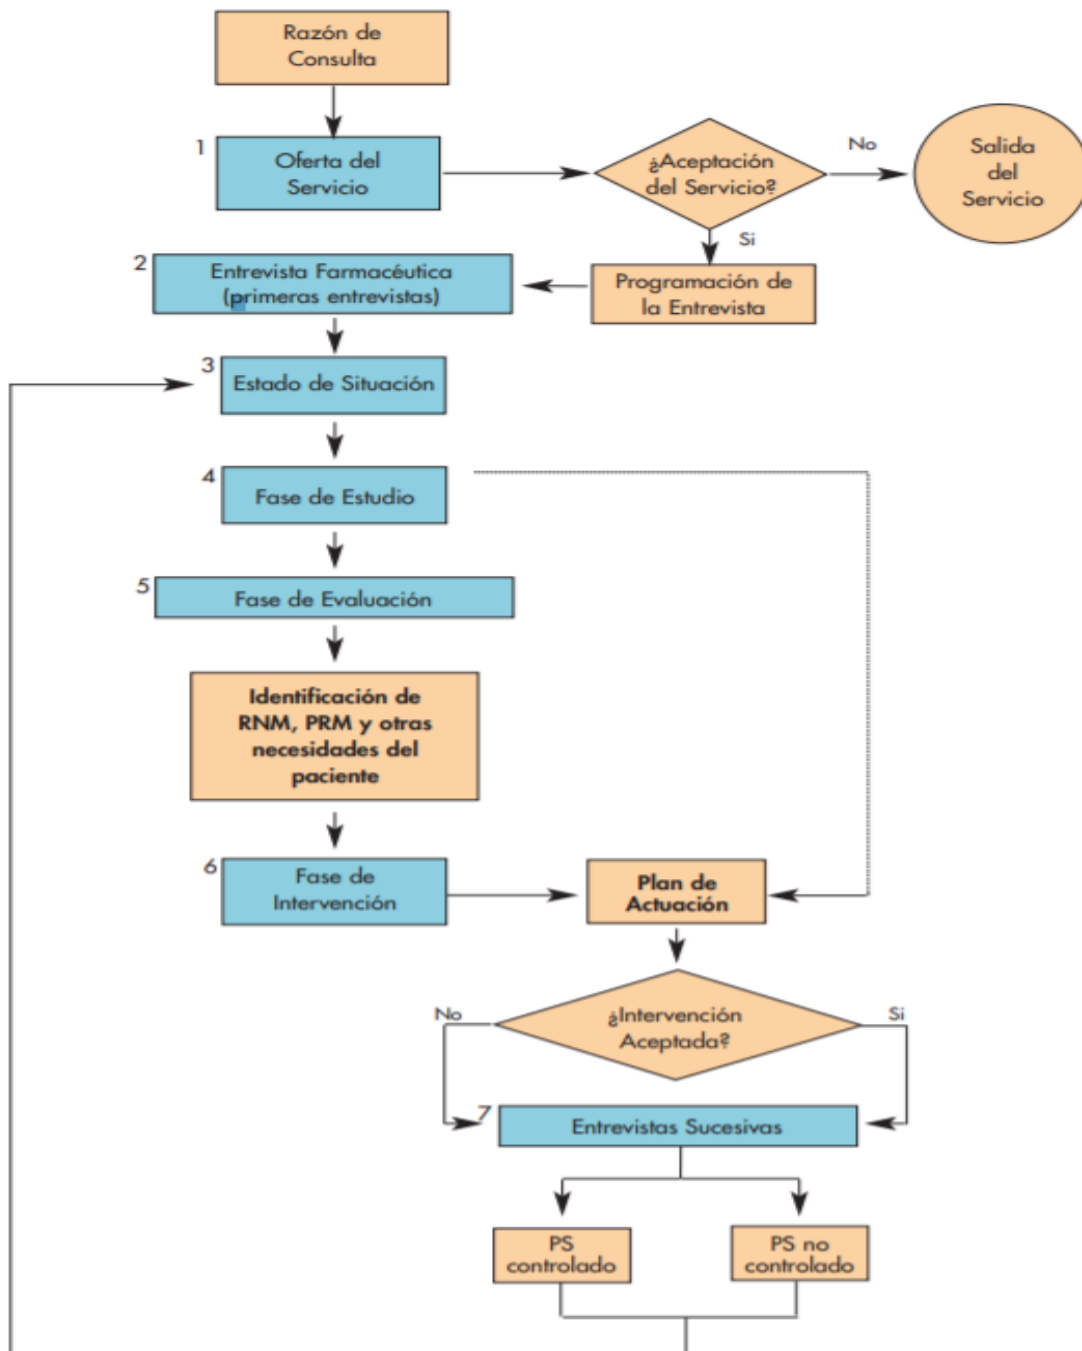 Razón de
Consulta
1
Oferta del
Servicio
¿Aceptación
del Servicio?
No
Salida
del
Servicio
Si
2
Entrevista Farmacéutica
(primeras entrevistas)
Programación de
la Entrevista
3
Estado de Situación
4
Fase de Estudio
5
Fase de Evaluación
Identificación de
RNM, PRM y otras
necesidades del
paciente
6
Fase de
Intervención
Plan de
Actuación
No
¿Intervención
Aceptada?
Si
7
Entrevistas Sucesivas
PS
controlado
PS no
controlado